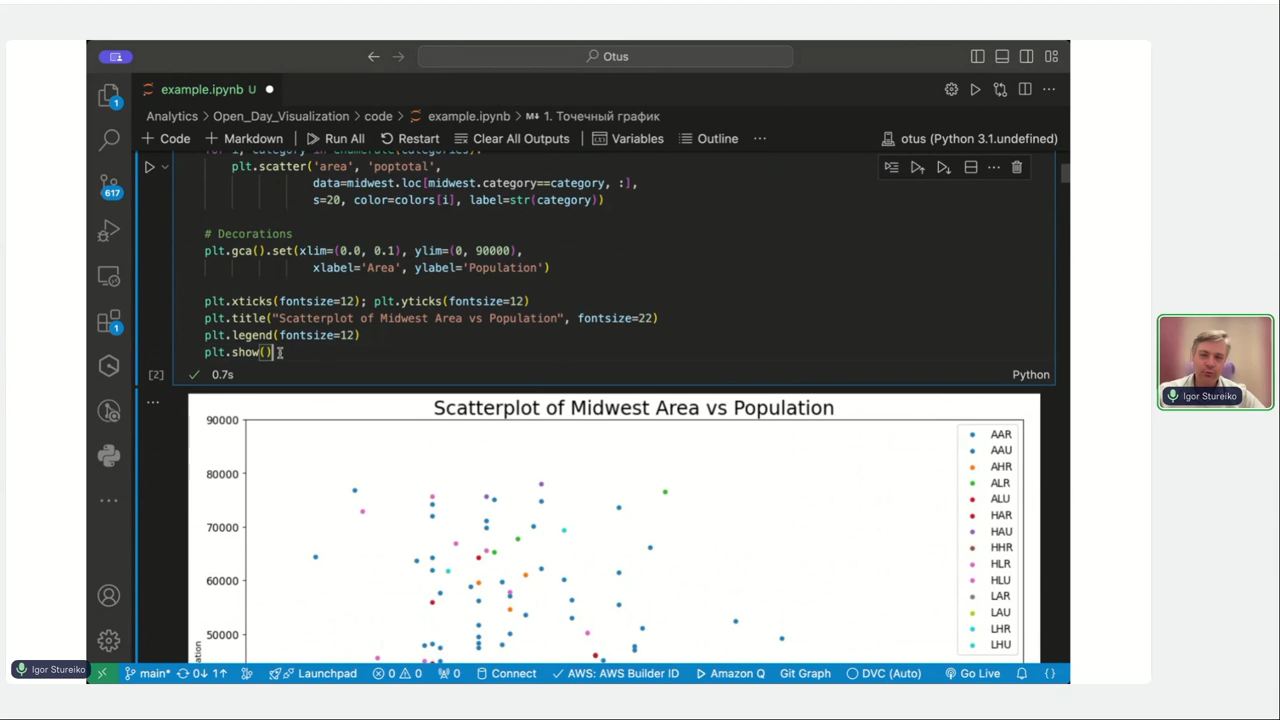 Otus
example.ipynb U
Analytics > Open_Day_Visualization > code > example.ipynb > 1. Точечный график
+ Code + Markdown Run All Restart Clear All Outputs Variables Outline ... otus (Python 3.1.undefined)
plt.scatter('area', 'poptotal',
data=midwest.loc[midwest.category==category, :],
s=20, color=colors[i], label=str(category))
# Decorations
plt.gca().set(xlim=(0.0, 0.1), ylim=(0, 90000),
xlabel='Area', ylabel='Population')
plt.xticks(fontsize=12); plt.yticks(fontsize=12)
plt.title("Scatterplot of Midwest Area vs Population", fontsize=22)
plt.legend(fontsize=12)
plt.show()
[2] 0.7s Python
Scatterplot of Midwest Area vs Population
90000
80000
70000
60000
50000
AAR
AAU
AHR
ALR
ALU
HAR
HAU
HHR
HLR
HLU
LAR
LAU
LHR
LHU
1
617
1
Igor Stureiko
Igor Stureiko
main* 0↓ 1↑ Launchpad 0 0 0 Connect AWS: AWS Builder ID Amazon Q Git Graph DVC (Auto) Go Live {}